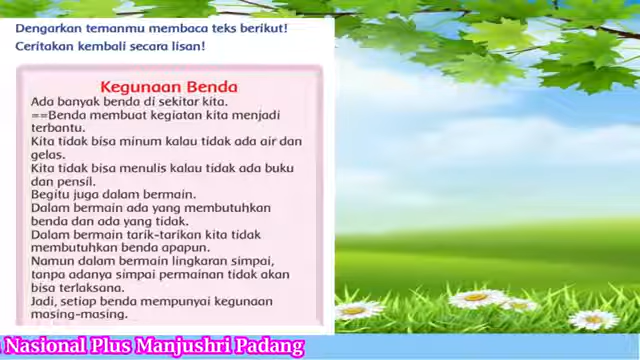 Dengarkan temanmu membaca teks berikut!
Ceritakan kembali secara lisan!
Kegunaan Benda
Ada banyak benda di sekitar kita.
==Benda membuat kegiatan kita menjadi
terbantu.
Kita tidak bisa minum kalau tidak ada air dan
gelas.
Kita tidak bisa menulis kalau tidak ada buku
dan pensil.
Begitu juga dalam bermain.
Dalam bermain ada yang membutuhkan
benda dan ada yang tidak.
Dalam bermain tarik-tarikan kita tidak
membutuhkan benda apapun.
Namun dalam bermain lingkaran simpai,
tanpa adanya simpai permainan tidak akan
bisa terlaksana.
Jadi, setiap benda mempunyai kegunaan
masing-masing.
Nasional Plus Manjushri Padang